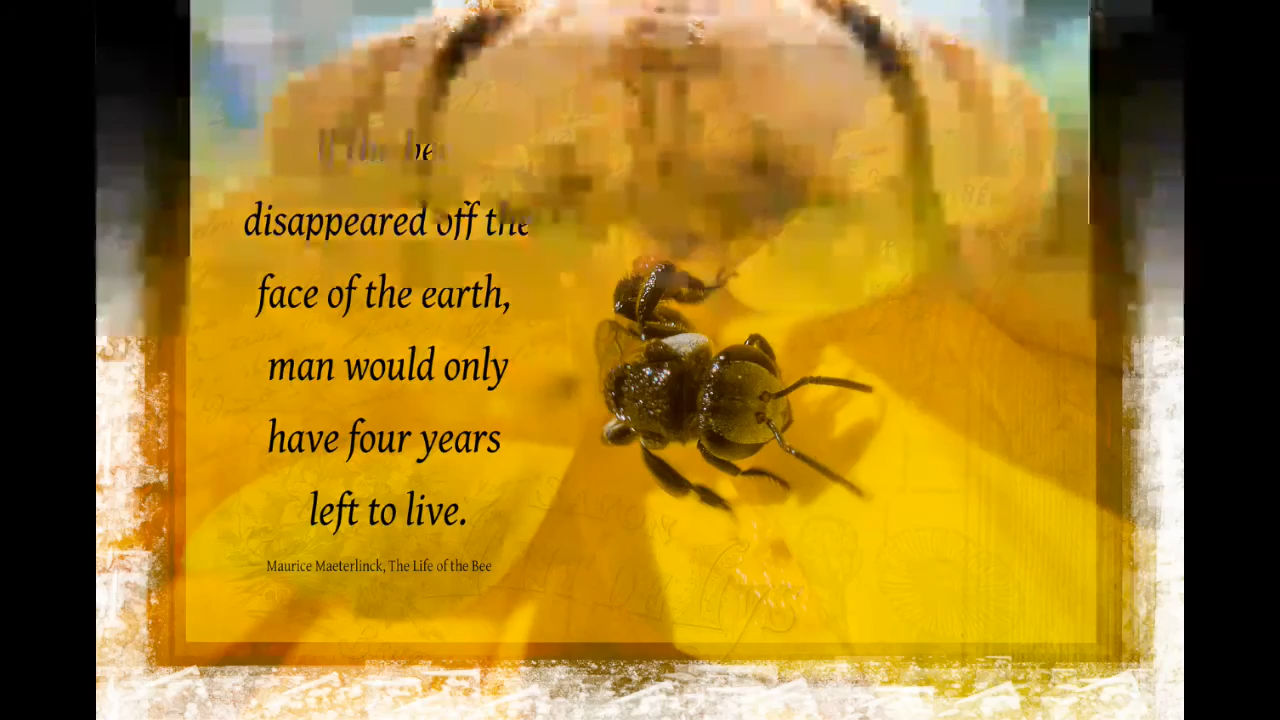 be
disappeared off the
face of the earth,
man would only
have four years
left to live.
Maurice Maeterlinck, The Life of the Bee